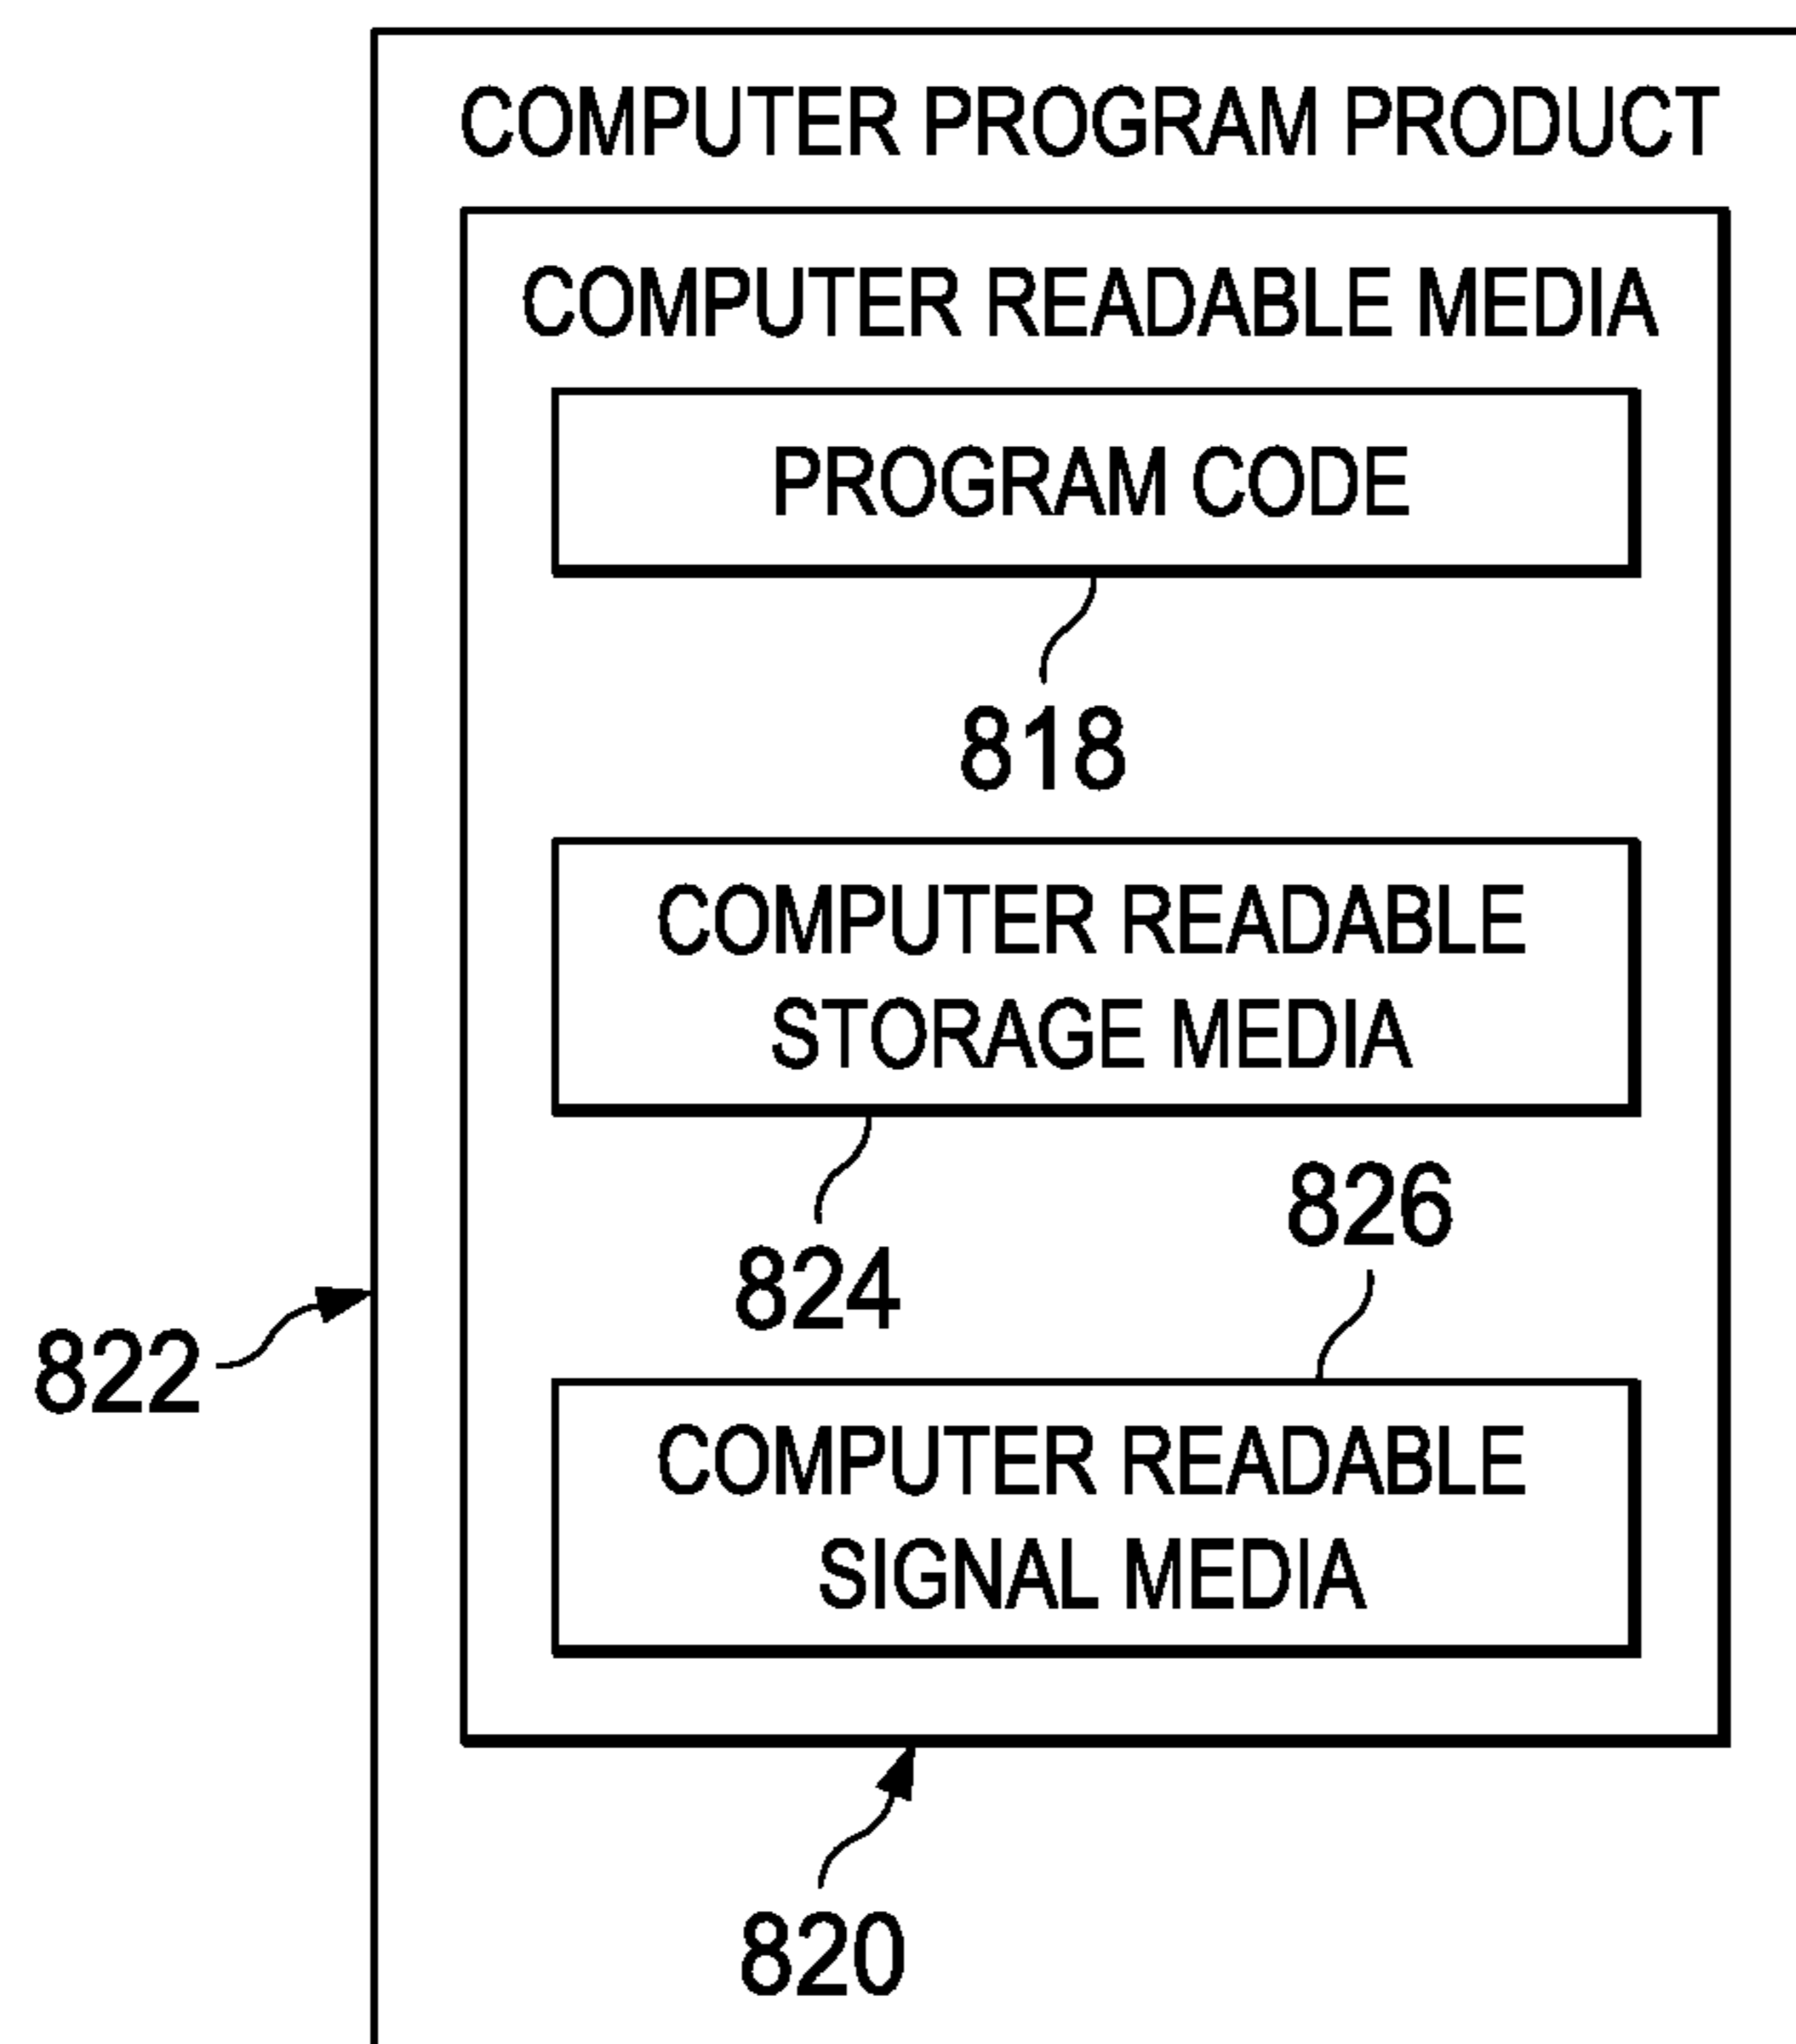 COMPUTER PROGRAM PRODUCT
COMPUTER READABLE MEDIA
PROGRAM CODE
818
COMPUTER READABLE
STORAGE MEDIA
824
826
822
COMPUTER READABLE
SIGNAL MEDIA
820